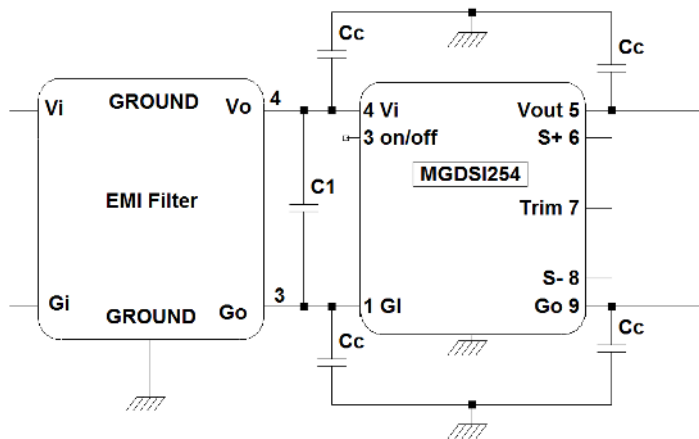 Cc
Cc
GROUND
Vi
Vo
4
4 Vi
Vout 5
3 on/off
S+ 6
MGDSI254
C1
EMI Filter
Trim 7
S- 8
3
Gi
Go
1 GI
Go 9
GROUND
Cc
Cc